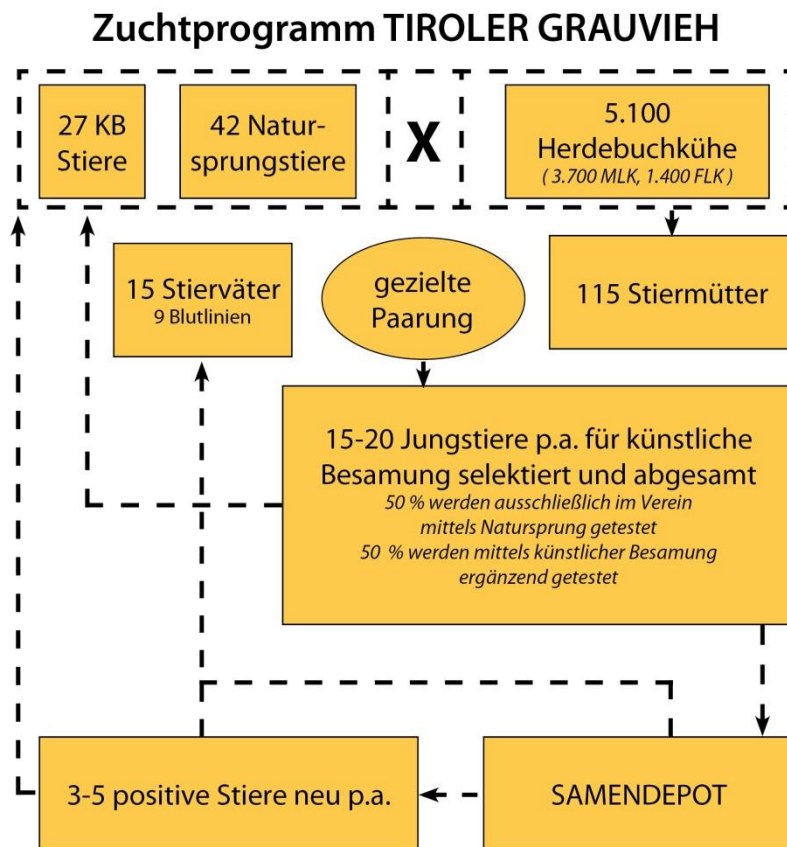 Zuchtprogramm TIROLER GRAUVIEH
27 KB
Stiere
42 Natur-
sprungstiere
X
5.100
Herdebuchkühe
( 3.700 MLK, 1.400 FLK )
15 Stierväter
9 Blutlinien
gezielte
Paarung
115 Stiermütter
15-20 Jungstiere p.a. für künstliche
Besamung selektiert und abgesamt
50 % werden ausschließlich im Verein
mittels Natursprung getestet
50 % werden mittels künstlicher Besamung
ergänzend getestet
3-5 positive Stiere neu p.a.
SAMENDEPOT